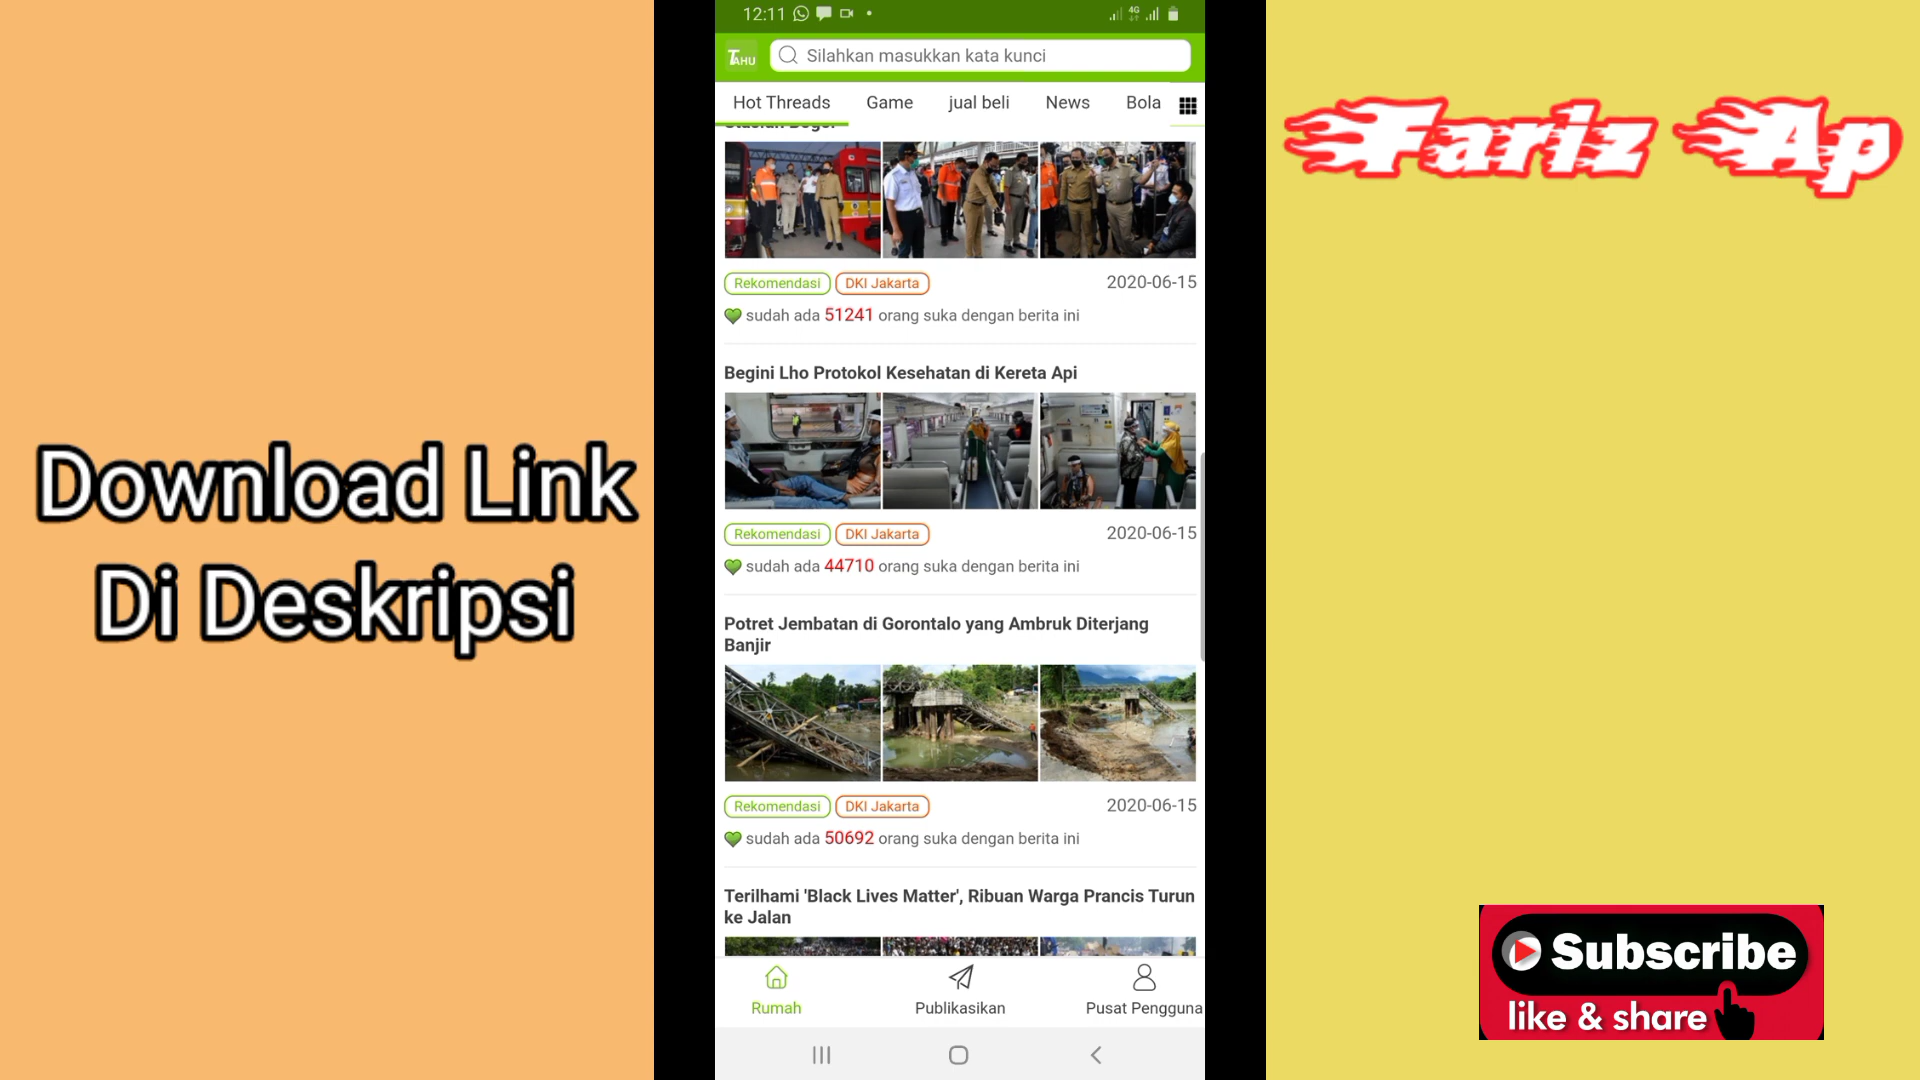 12:11
4G
TAHU
Silahkan masukkan kata kunci
Hot Threads
Game
jual beli
News
Bola
Rekomendasi
DKI Jakarta
2020-06-15
sudah ada 51241 orang suka dengan berita ini
Begini Lho Protokol Kesehatan di Kereta Api
Rekomendasi
DKI Jakarta
2020-06-15
sudah ada 44710 orang suka dengan berita ini
Potret Jembatan di Gorontalo yang Ambruk Diterjang
Banjir
Rekomendasi
DKI Jakarta
2020-06-15
sudah ada 50692 orang suka dengan berita ini
Terilhami 'Black Lives Matter', Ribuan Warga Prancis Turun
ke Jalan
Rumah
Publikasikan
Pusat Pengguna
Download Link
Di Deskripsi
Fariz Ap
Subscribe
like & share